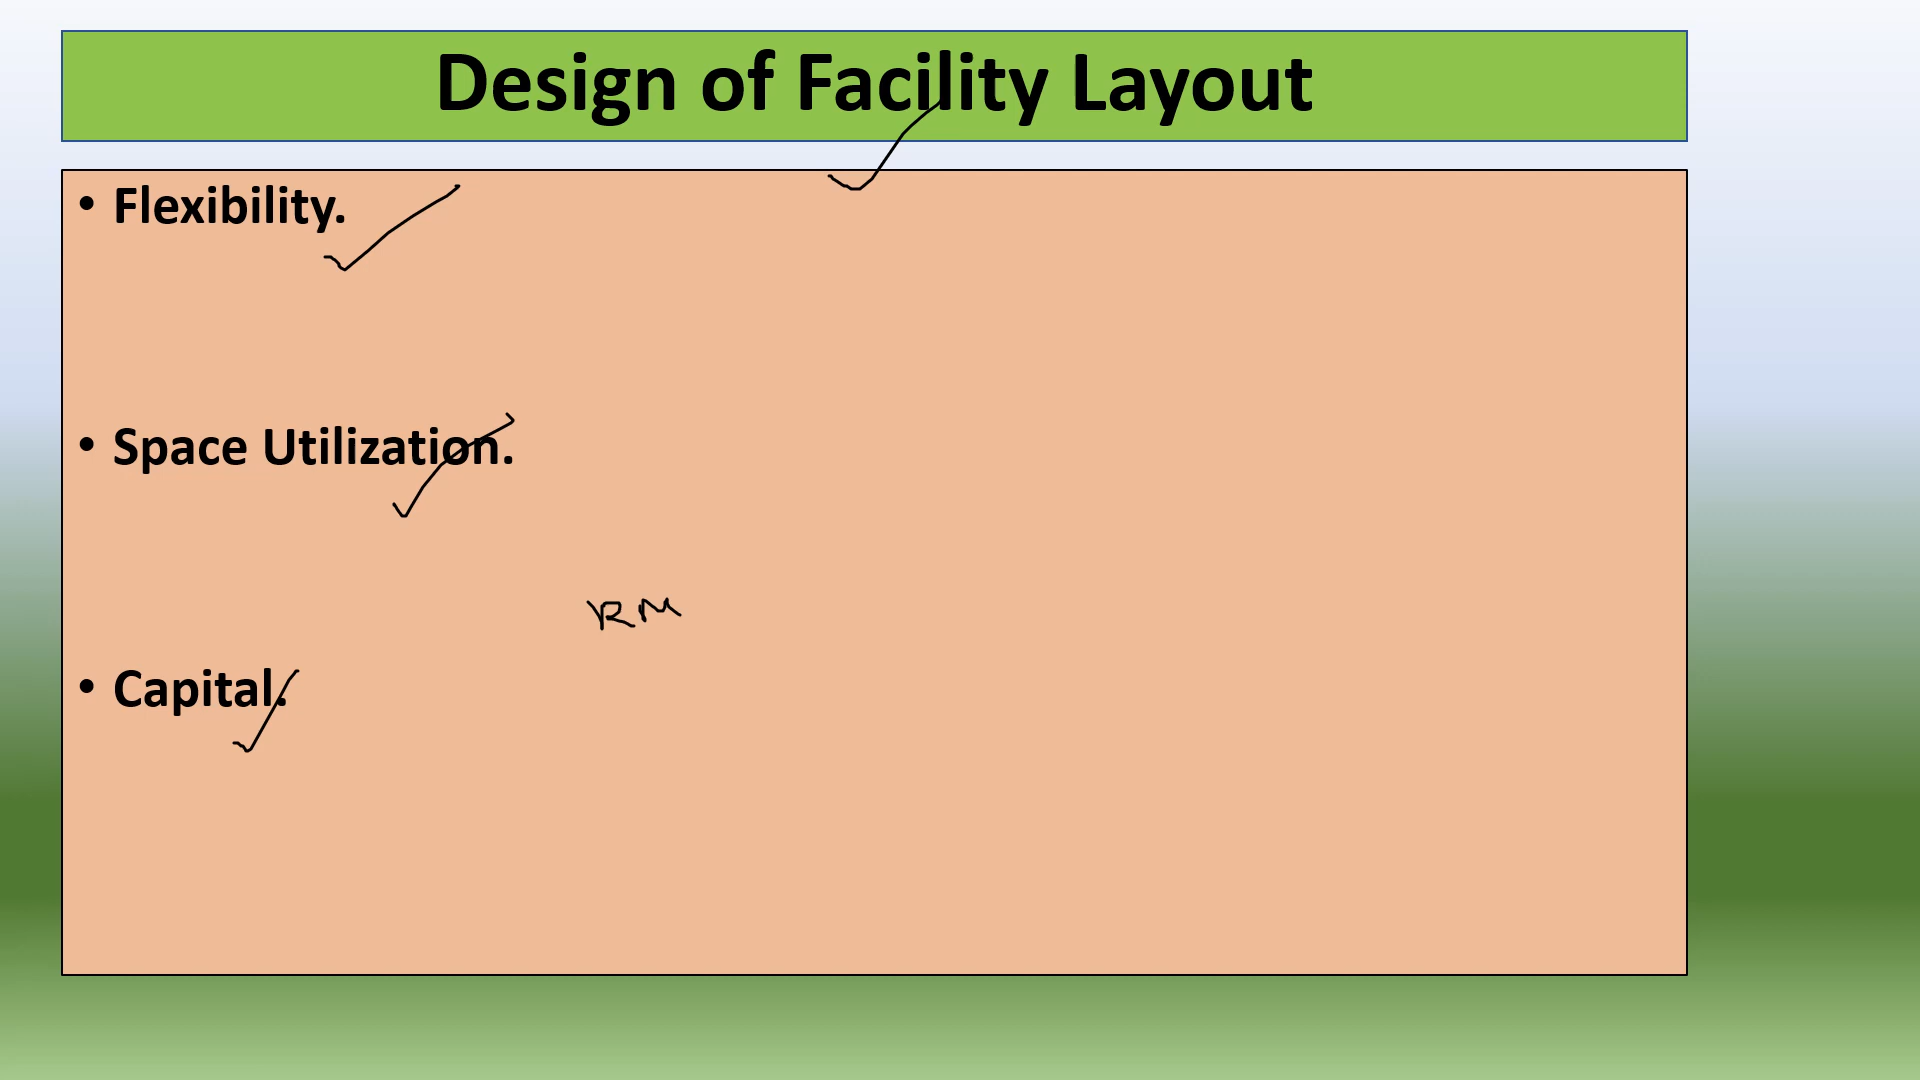 Design of Facility Layout
• Flexibility.
• Space Utilization.
RM
• Capital.